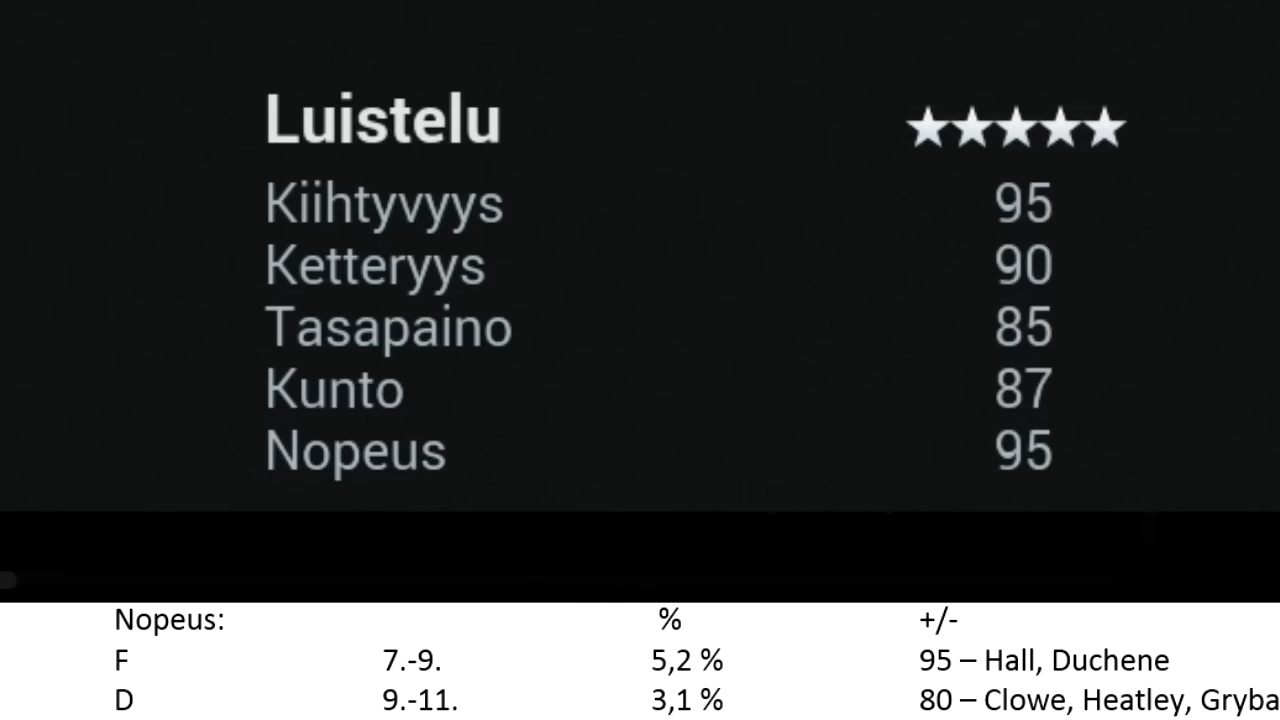 Luistelu ★★★★★
Kiihtyvyys 95
Ketteryys 90
Tasapaino 85
Kunto 87
Nopeus 95
Nopeus: % +/-
F 7.-9. 5,2 % 95 – Hall, Duchene
D 9.-11. 3,1 % 80 – Clowe, Heatley, Gryba